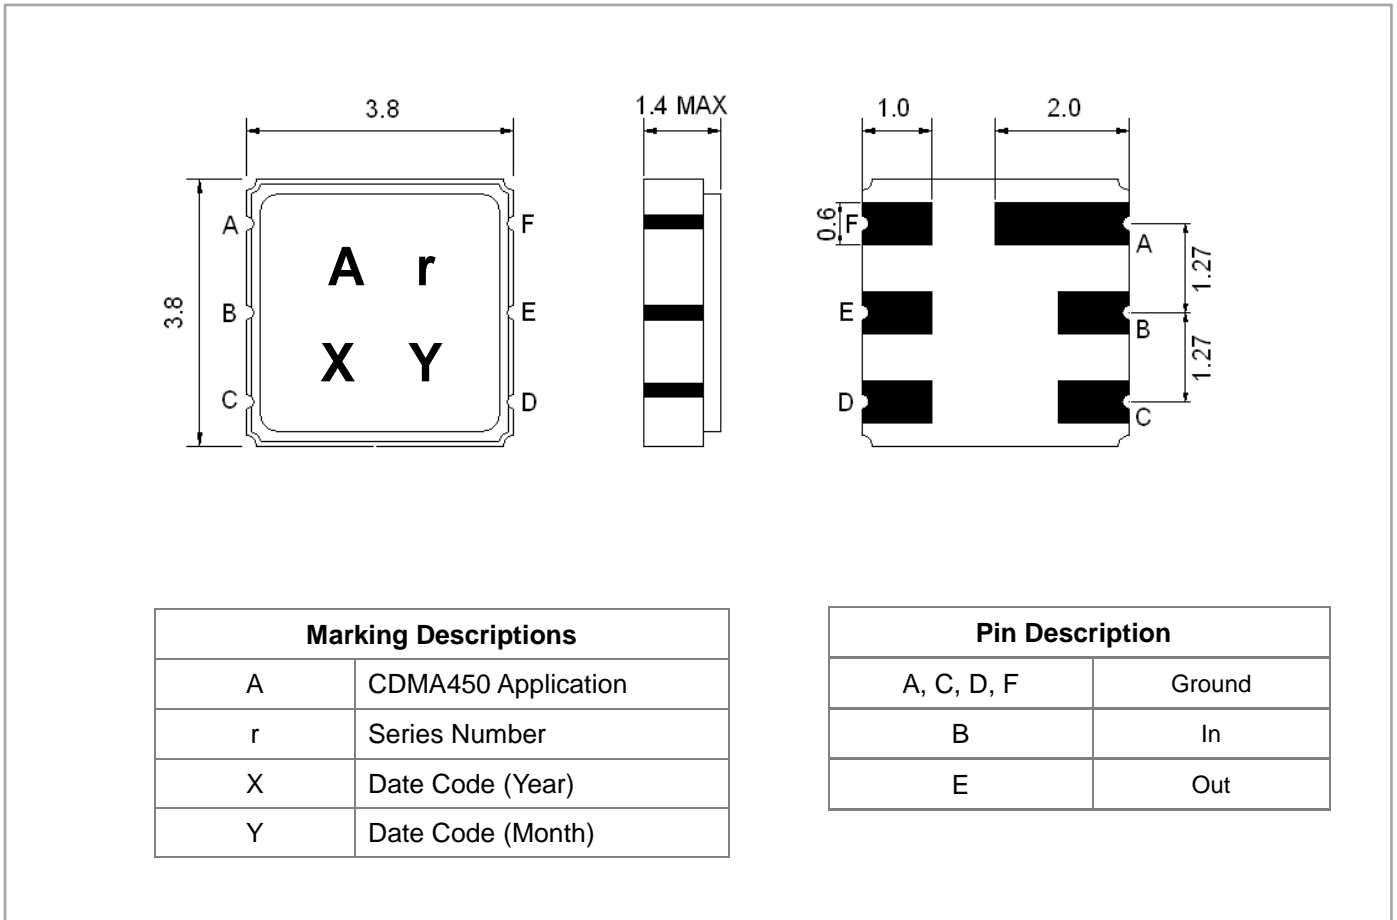 3.8
1.4 MAX
1.0
2.0
3.8
A
B
C
F
E
D
A r
X Y
0.6
F
E
D
A
B
C
1.27
1.27
Marking Descriptions
A CDMA450 Application
r Series Number
X Date Code (Year)
Y Date Code (Month)
Pin Description
A, C, D, F Ground
B In
E Out